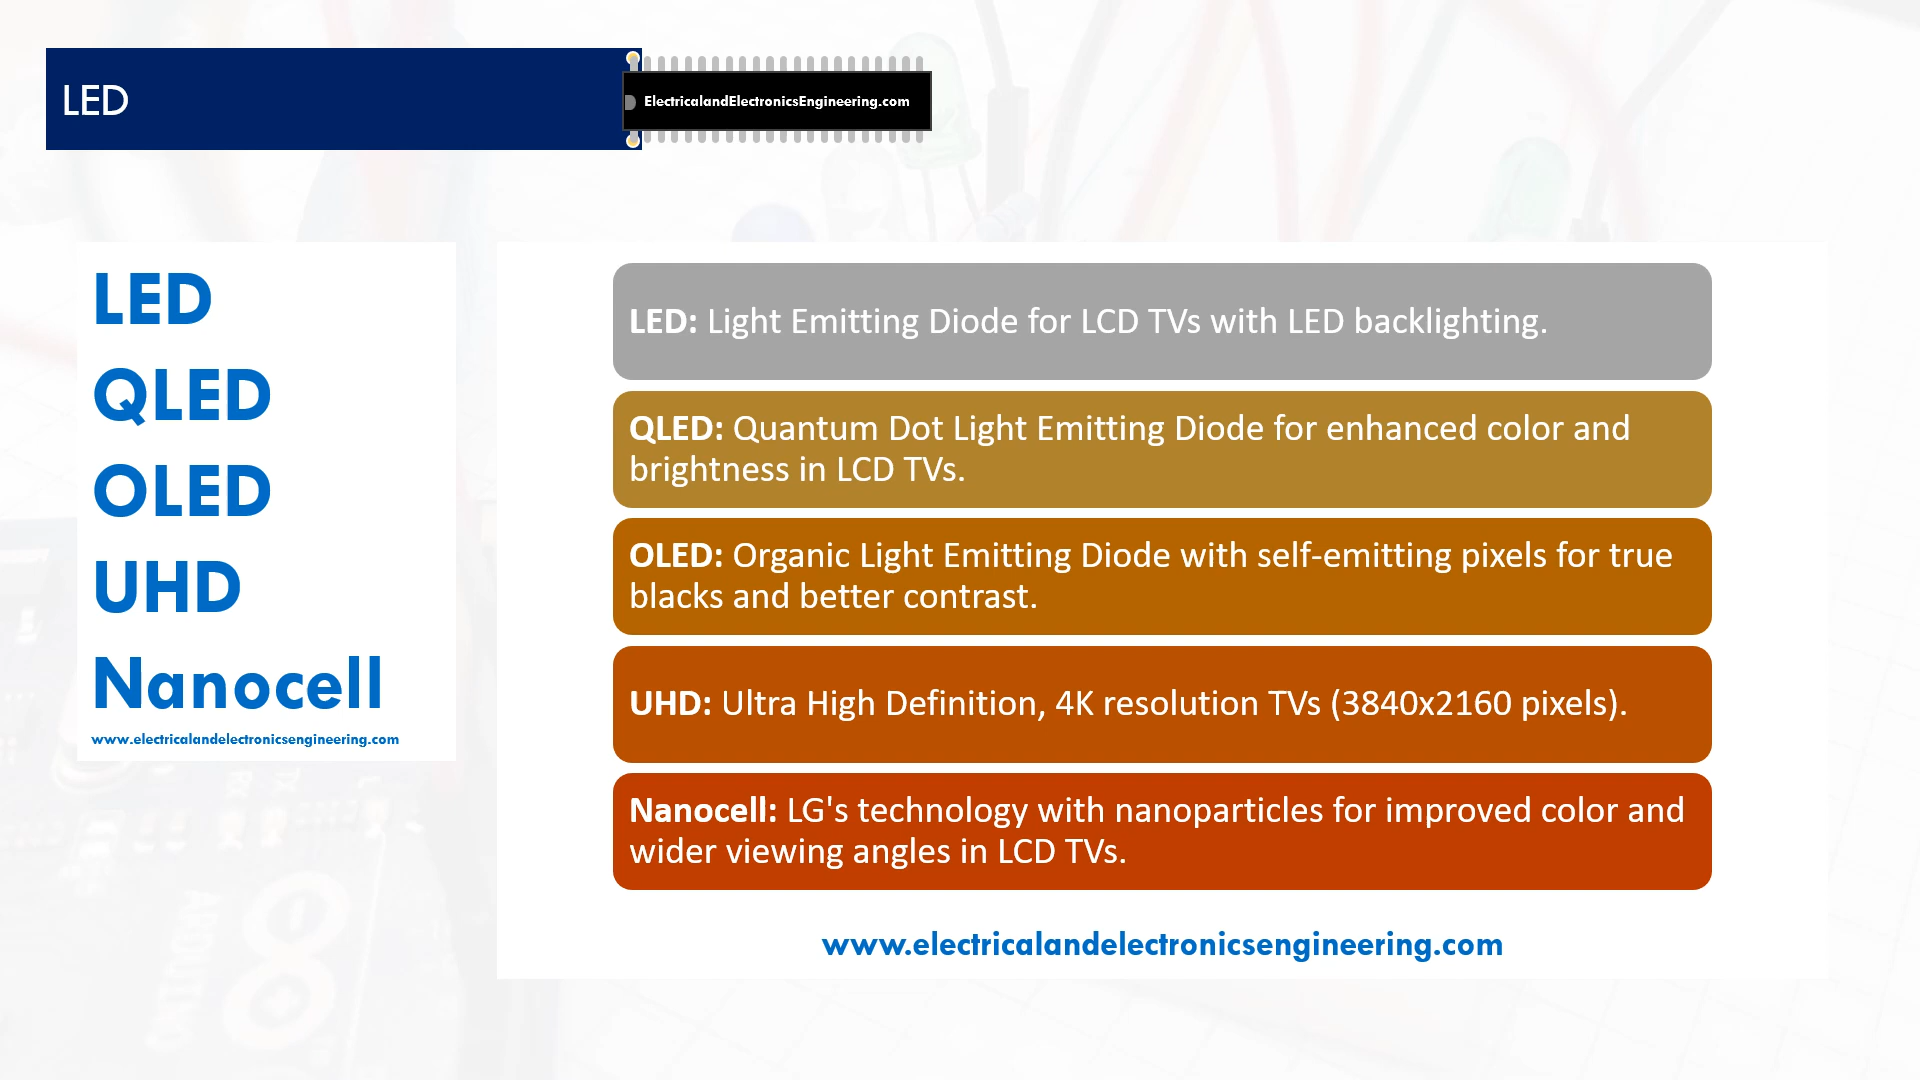 LED
ElectricalandElectronicsEngineering.com
LED
QLED
OLED
UHD
Nanocell
www.electricalandelectronicsengineering.com
LED: Light Emitting Diode for LCD TVs with LED backlighting.
QLED: Quantum Dot Light Emitting Diode for enhanced color and
brightness in LCD TVs.
OLED: Organic Light Emitting Diode with self-emitting pixels for true
blacks and better contrast.
UHD: Ultra High Definition, 4K resolution TVs (3840x2160 pixels).
Nanocell: LG's technology with nanoparticles for improved color and
wider viewing angles in LCD TVs.
www.electricalandelectronicsengineering.com
ARDUINO